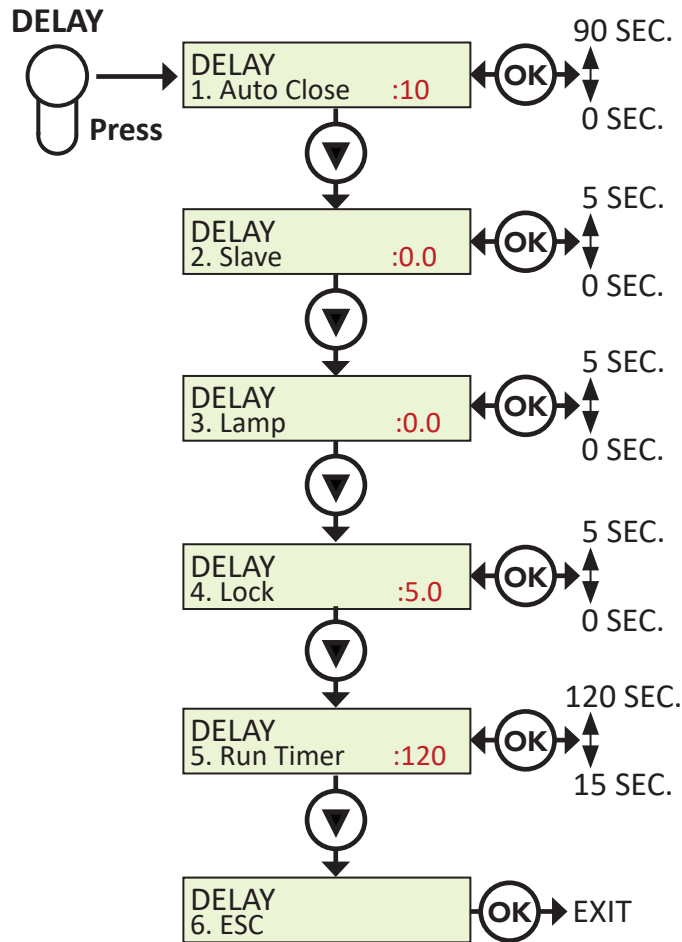 DELAY
Press
DELAY
1. Auto Close :10
OK
90 SEC.
0 SEC.
DELAY
2. Slave :0.0
OK
5 SEC.
0 SEC.
DELAY
3. Lamp :0.0
OK
5 SEC.
0 SEC.
DELAY
4. Lock :5.0
OK
5 SEC.
0 SEC.
DELAY
5. Run Timer :120
OK
120 SEC.
15 SEC.
DELAY
6. ESC
OK
EXIT